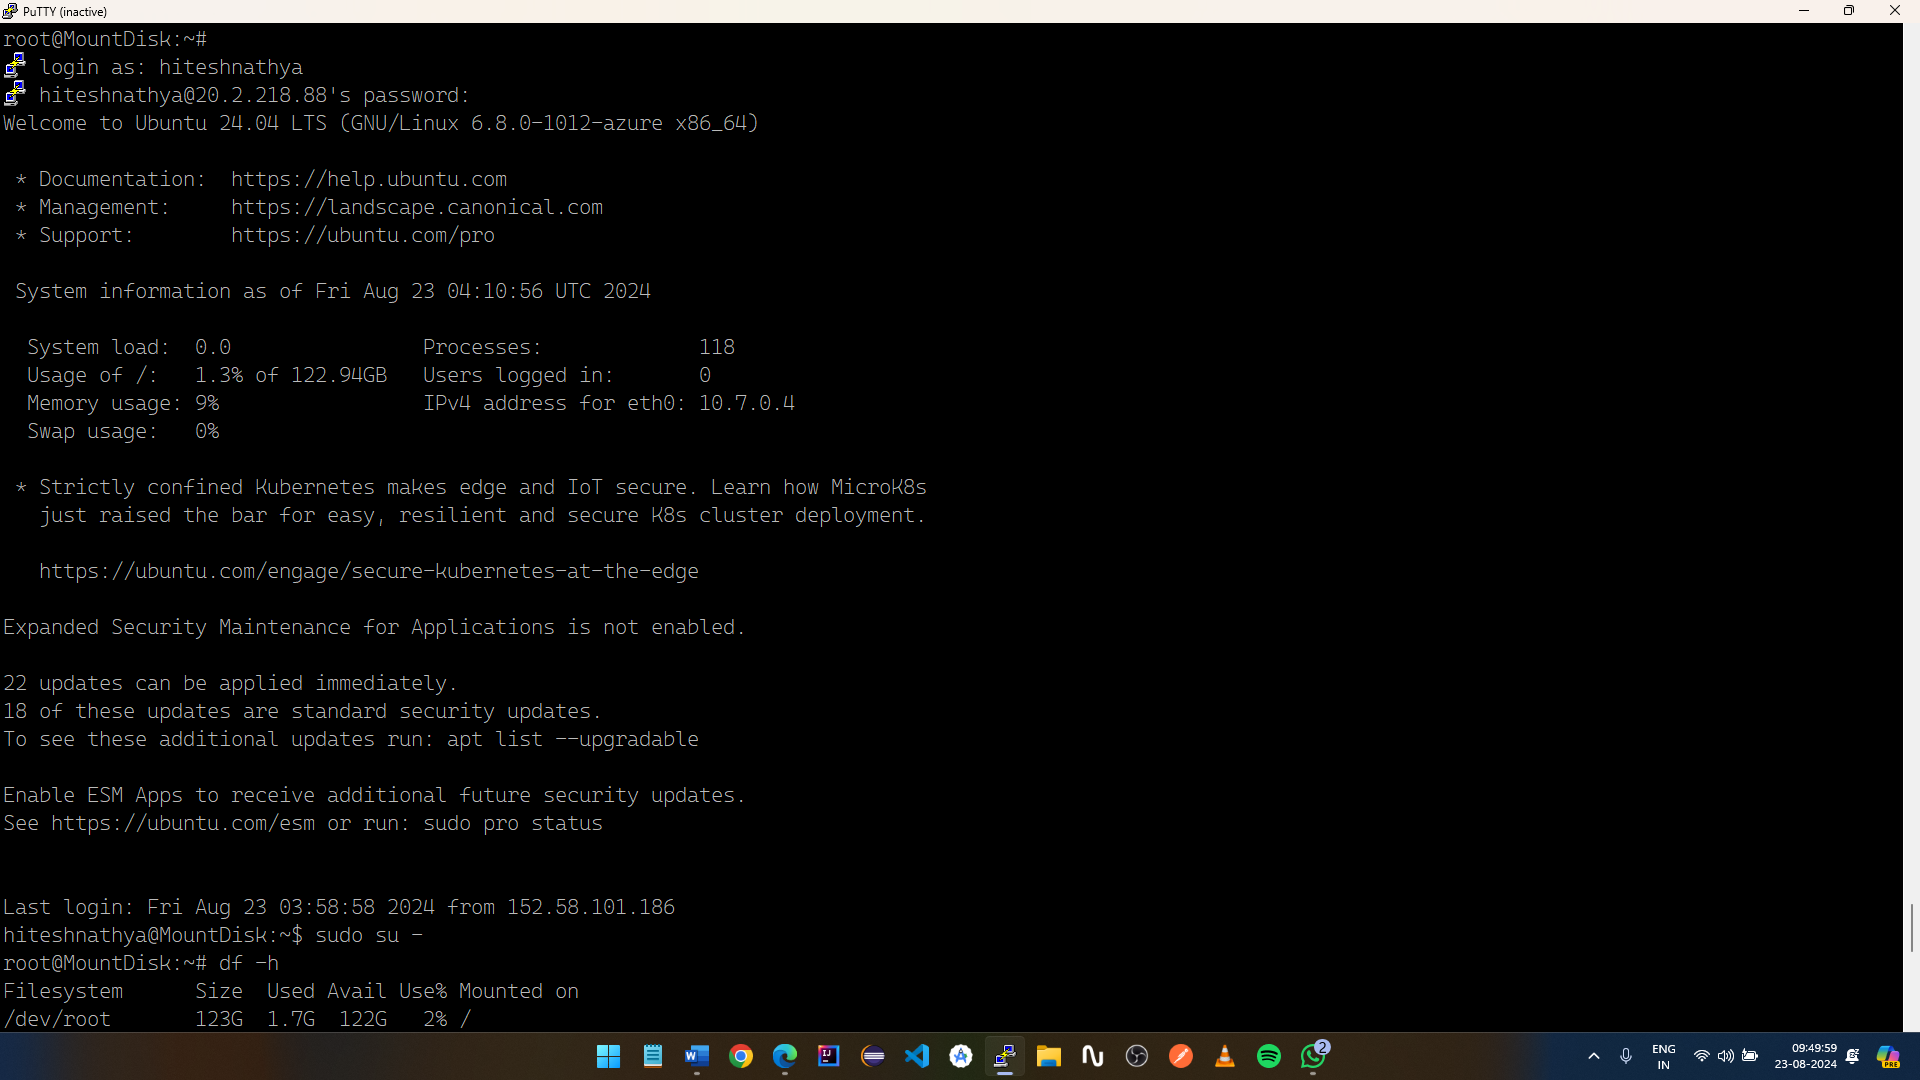 PuTTY (inactive)
root@MountDisk:~#
login as: hiteshnathya
hiteshnathya@20.2.218.88's password:
Welcome to Ubuntu 24.04 LTS (GNU/Linux 6.8.0-1012-azure x86_64)
* Documentation:  https://help.ubuntu.com
* Management:     https://landscape.canonical.com
* Support:        https://ubuntu.com/pro
System information as of Fri Aug 23 04:10:56 UTC 2024
System load:  0.0                Processes:             118
Usage of /:   1.3% of 122.94GB   Users logged in:       0
Memory usage: 9%                 IPv4 address for eth0: 10.7.0.4
Swap usage:   0%
* Strictly confined Kubernetes makes edge and IoT secure. Learn how MicroK8s
just raised the bar for easy, resilient and secure K8s cluster deployment.
https://ubuntu.com/engage/secure-kubernetes-at-the-edge
Expanded Security Maintenance for Applications is not enabled.
22 updates can be applied immediately.
18 of these updates are standard security updates.
To see these additional updates run: apt list --upgradable
Enable ESM Apps to receive additional future security updates.
See https://ubuntu.com/esm or run: sudo pro status
Last login: Fri Aug 23 03:58:58 2024 from 152.58.101.186
hiteshnathya@MountDisk:~$ sudo su -
root@MountDisk:~# df -h
Filesystem      Size  Used Avail Use% Mounted on
/dev/root       123G  1.7G  122G   2% /
2
ENG
IN
09:49:59
23-08-2024
PRE